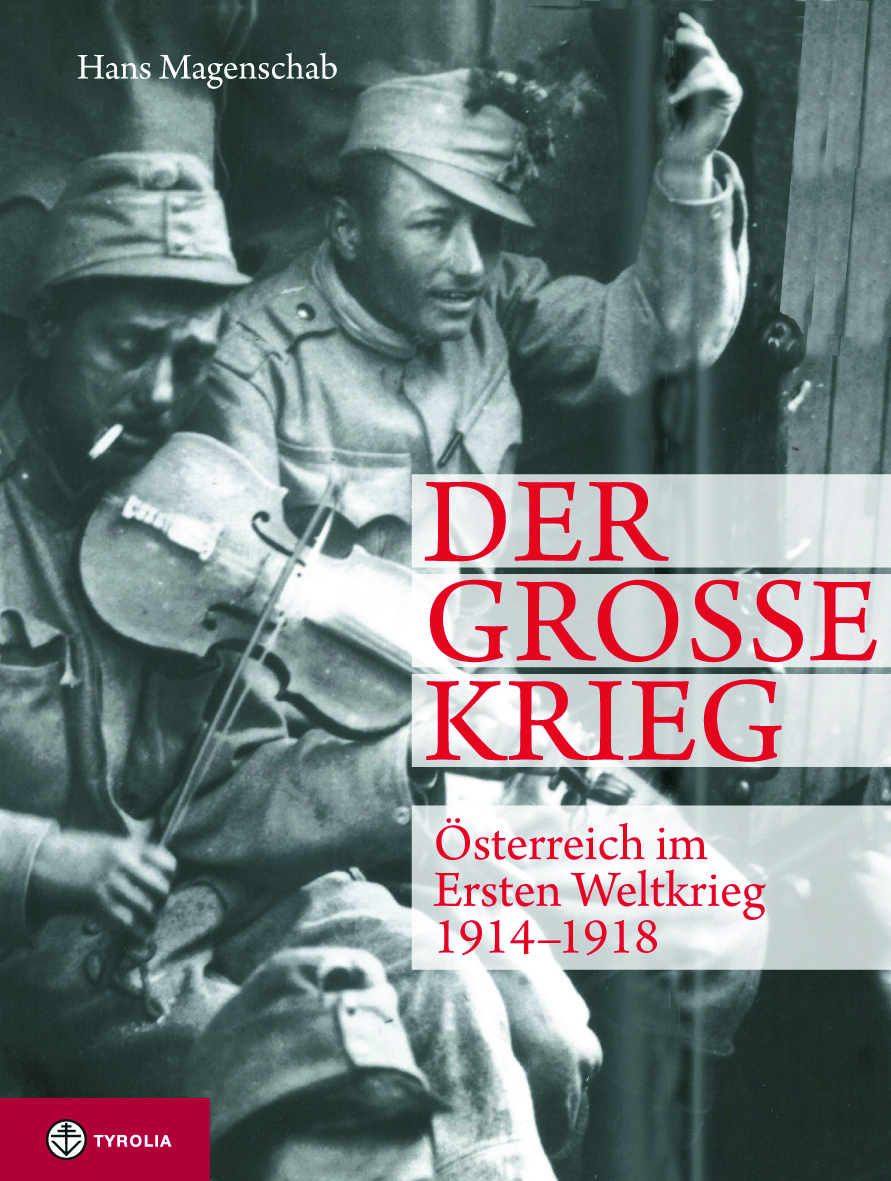 Hans Magenschab
DER
GROSSE
KRIEG
Österreich im
Ersten Weltkrieg
1914–1918
TYROLIA